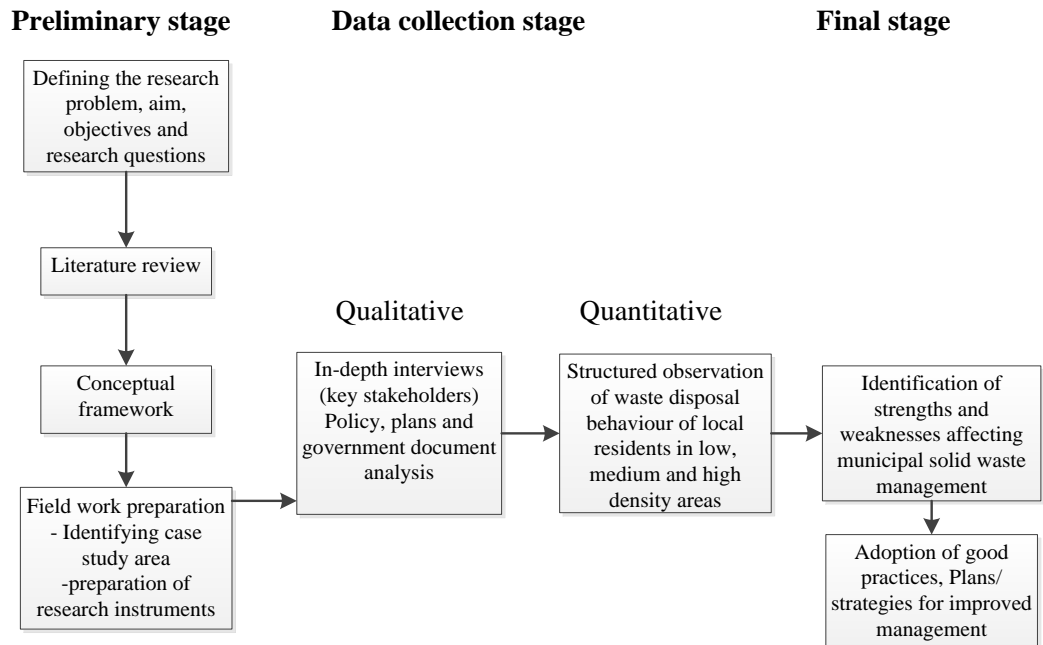 Preliminary stage
Data collection stage
Final stage
Defining the research
problem, aim,
objectives and
research questions
Literature review
Conceptual
framework
Field work preparation
- Identifying case
study area
-preparation of
research instruments
Qualitative
In-depth interviews
(key stakeholders)
Policy, plans and
government document
analysis
Quantitative
Structured observation
of waste disposal
behaviour of local
residents in low,
medium and high
density areas
Identification of
strengths and
weaknesses affecting
municipal solid waste
management
Adoption of good
practices, Plans/
strategies for improved
management